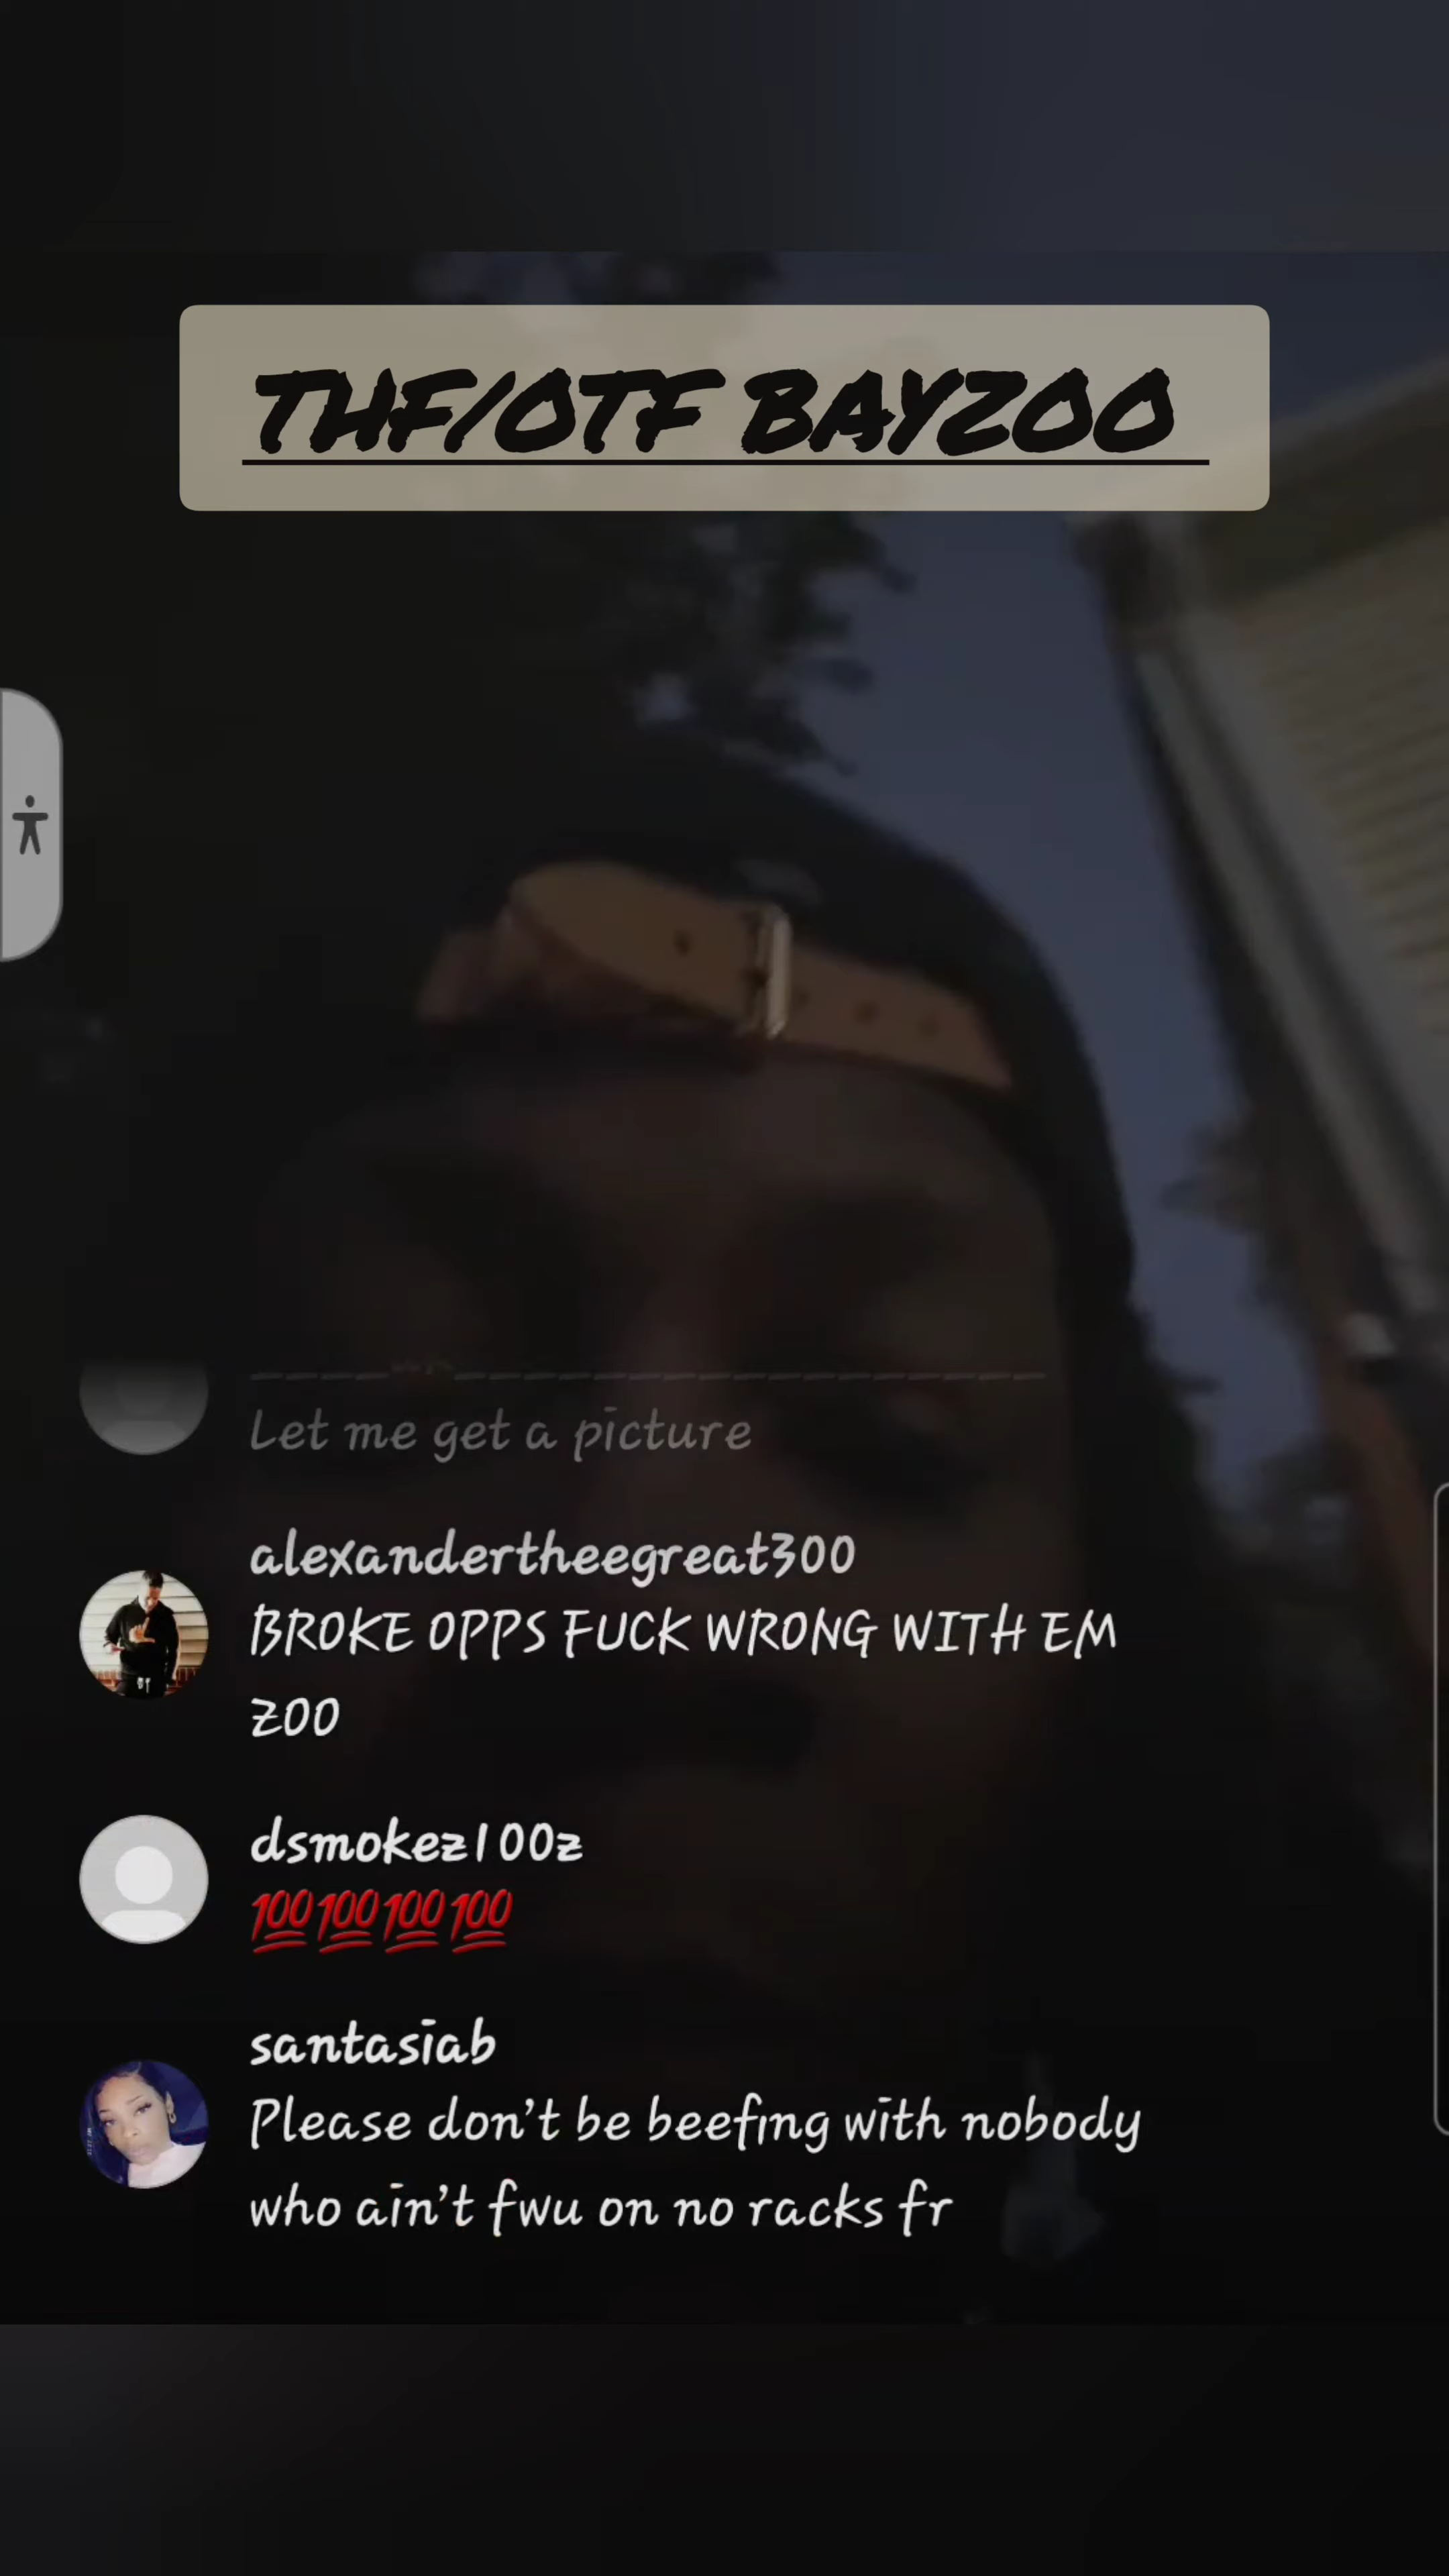 THF/OTF BAYZOO
Let me get a picture
alexandertheegreat300
BROKE OPPS FUCK WRONG WITH EM
ZOO
dsmokez100z
💯💯💯💯
santasiab
Please don't be beefing with nobody
who ain't fwu on no racks fr